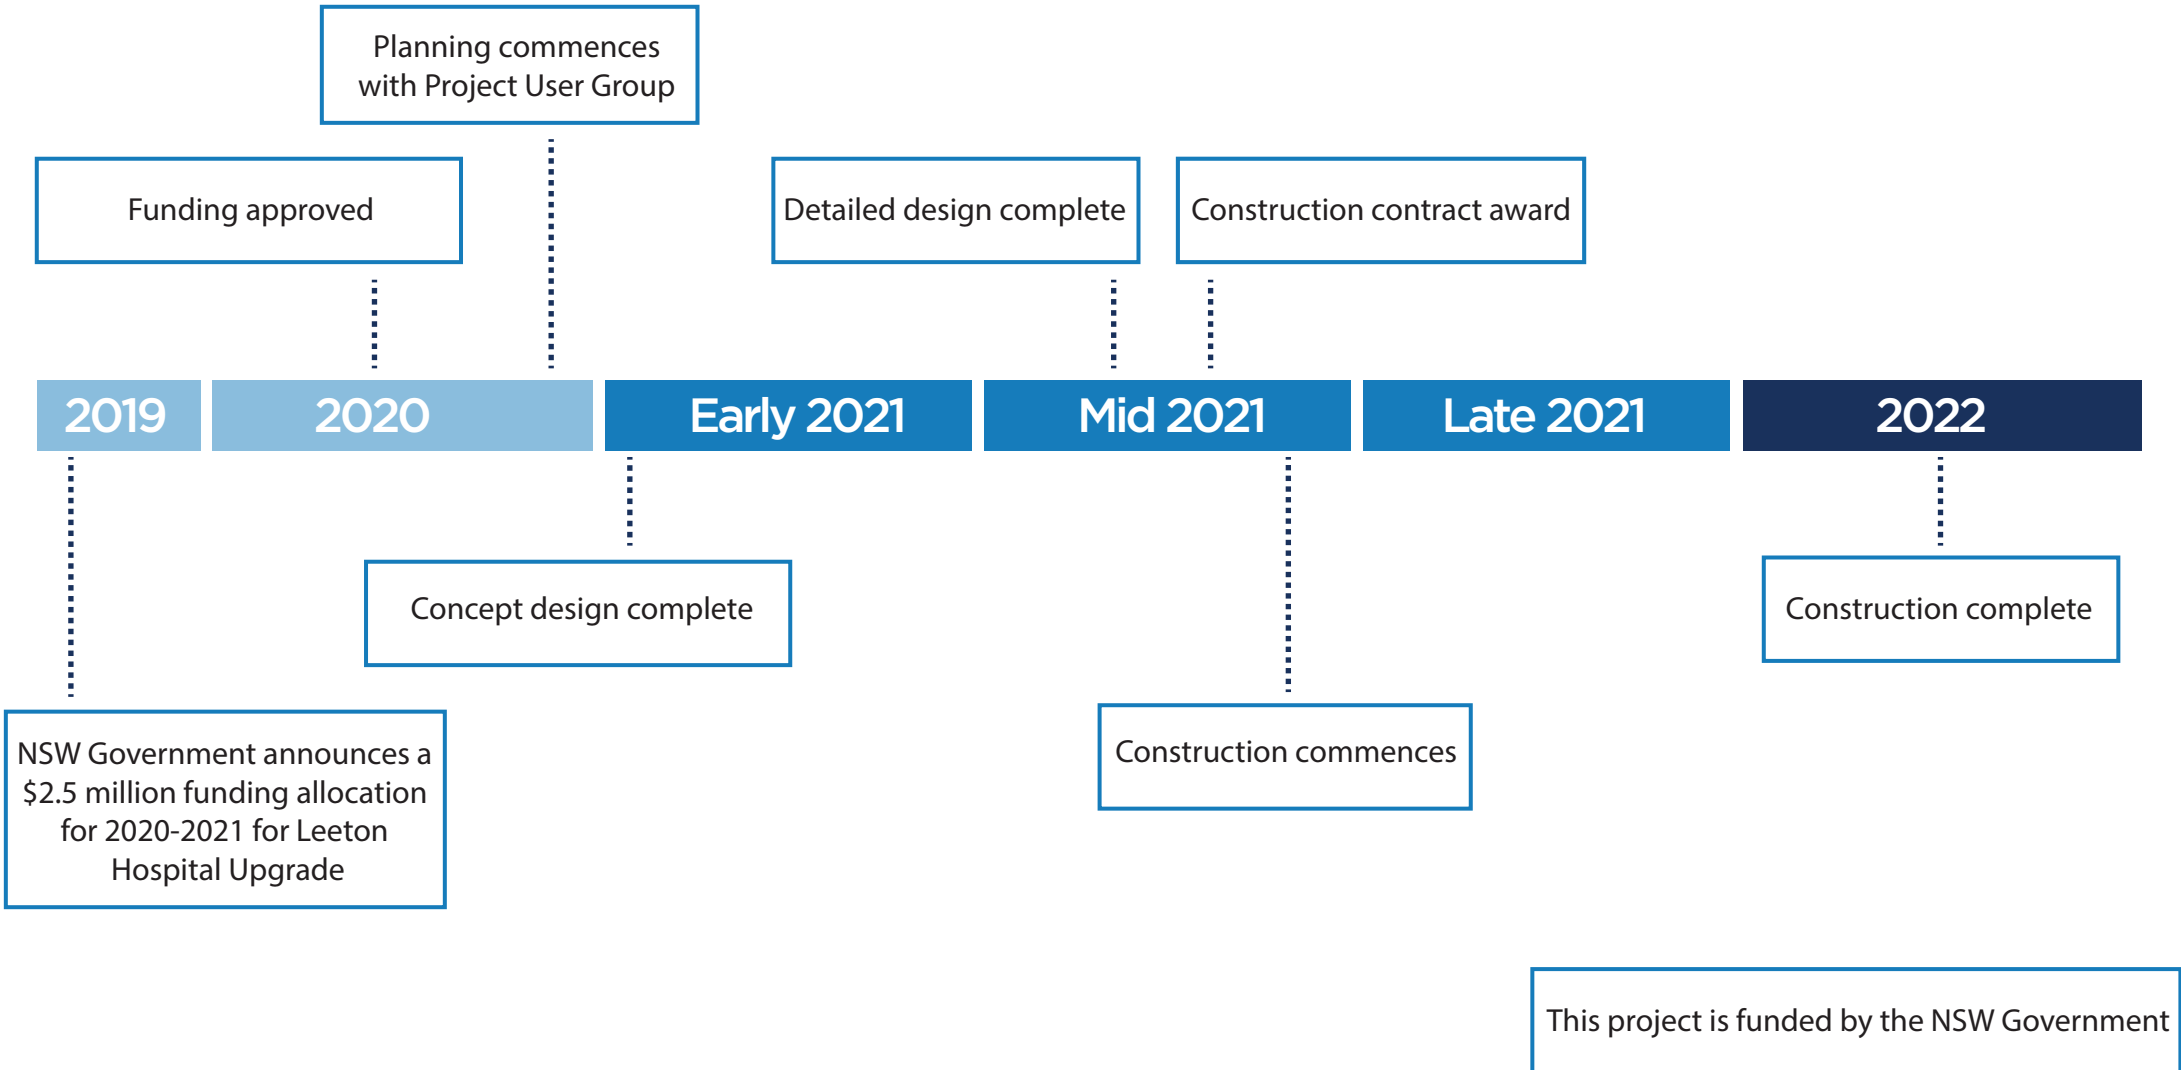 Planning commences
with Project User Group
Funding approved
Detailed design complete
Construction contract award
2019
2020
Early 2021
Mid 2021
Late 2021
2022
Concept design complete
Construction complete
NSW Government announces a
$2.5 million funding allocation
for 2020-2021 for Leeton
Hospital Upgrade
Construction commences
This project is funded by the NSW Government